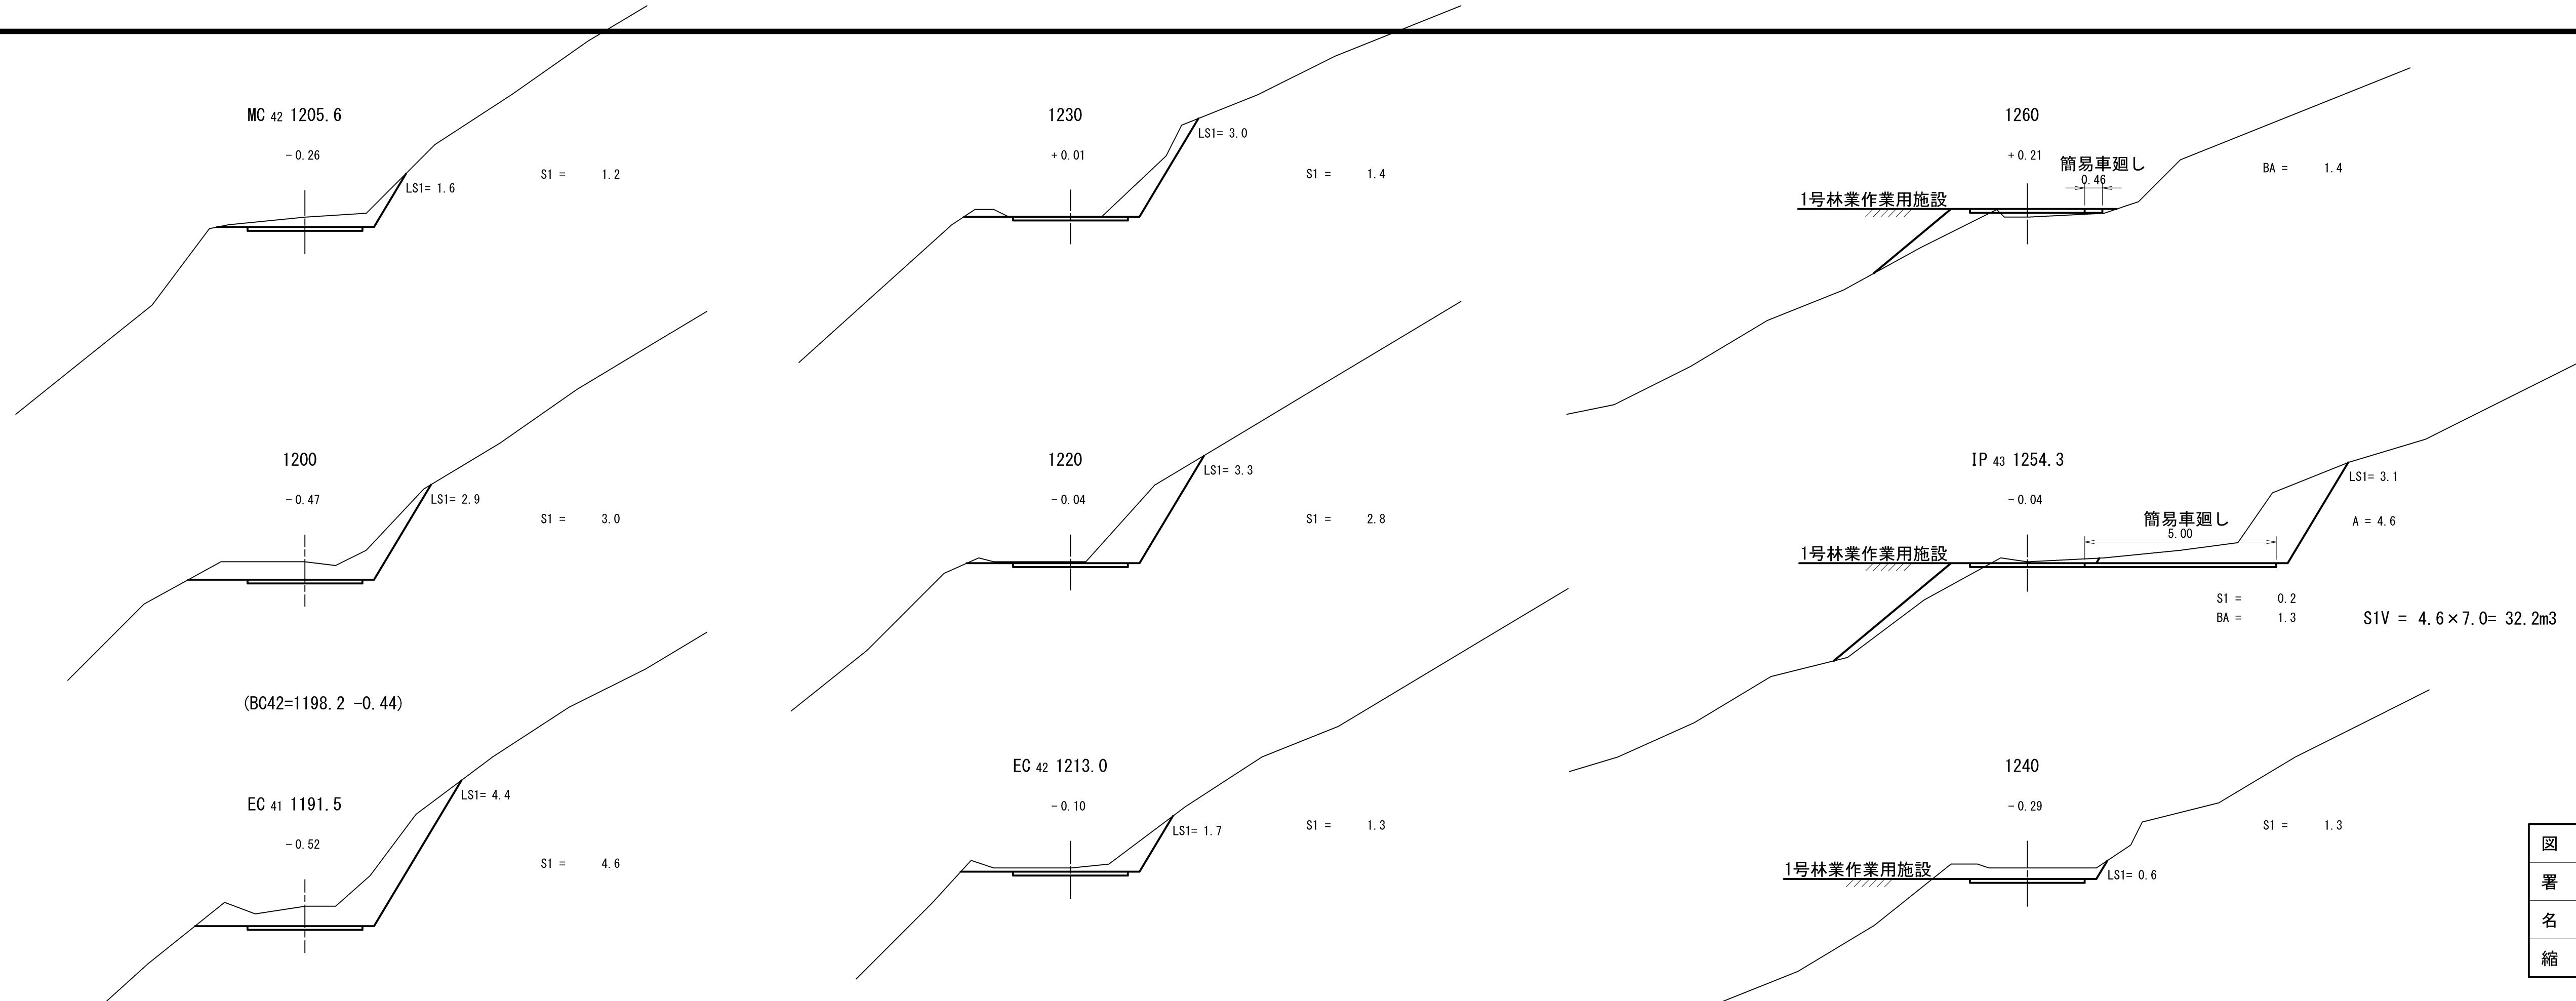 MC 42 1205.6
-0.26
LS1= 1.6
S1 = 1.2
1200
-0.47
LS1= 2.9
S1 = 3.0
(BC42=1198.2 -0.44)
EC 41 1191.5
-0.52
LS1= 4.4
S1 = 4.6
1230
+0.01
LS1= 3.0
S1 = 1.4
1220
-0.04
LS1= 3.3
S1 = 2.8
EC 42 1213.0
-0.10
LS1= 1.7
S1 = 1.3
1260
+0.21
簡易車廻し
0.46
1号林業作業用施設
BA = 1.4
IP 43 1254.3
-0.04
簡易車廻し
5.00
1号林業作業用施設
LS1= 3.1
A = 4.6
S1 = 0.2
BA = 1.3
S1V = 4.6×7.0= 32.2m3
1240
-0.29
1号林業作業用施設
LS1= 0.6
S1 = 1.3
図
署
名
縮